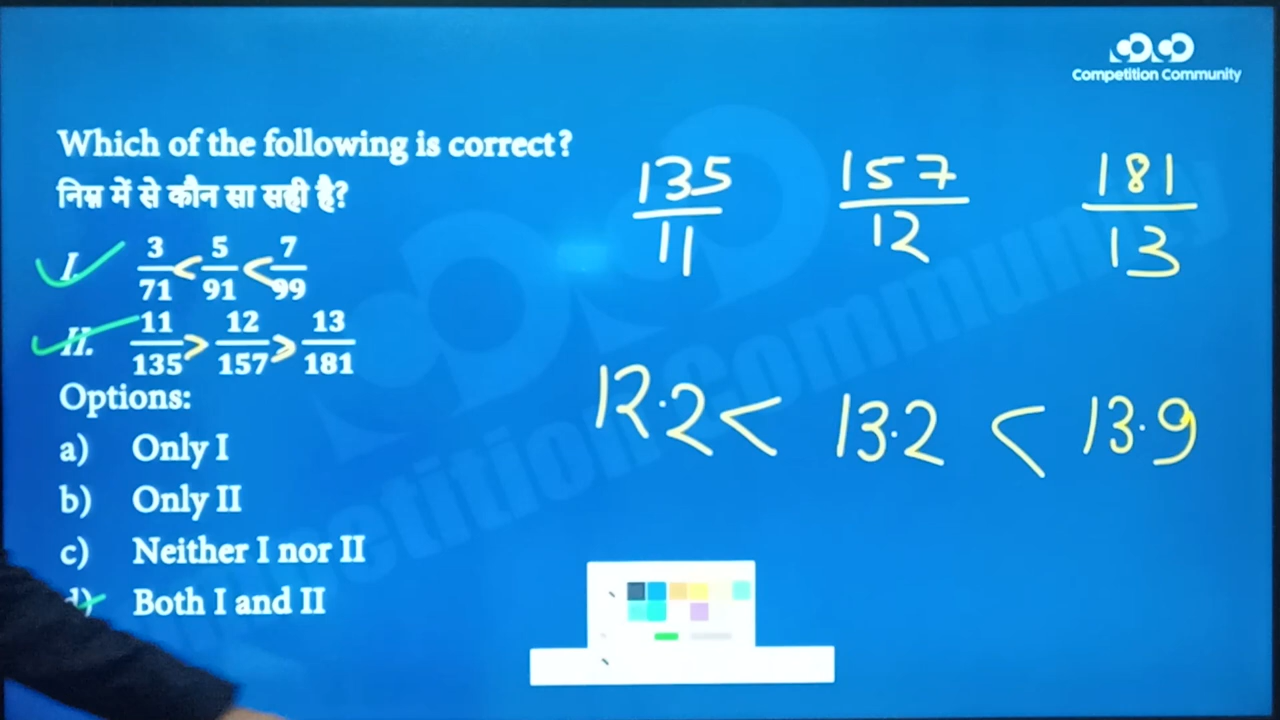 Competition Community
Which of the following is correct?
निम्न में से कौन सा सही है?
I. 3/71 < 5/91 < 7/99
II. 11/135 > 12/157 > 13/181
Options:
a) Only I
b) Only II
c) Neither I nor II
d) Both I and II
135/11 157/12 181/13
12.2 < 13.2 < 13.9
Competition Community